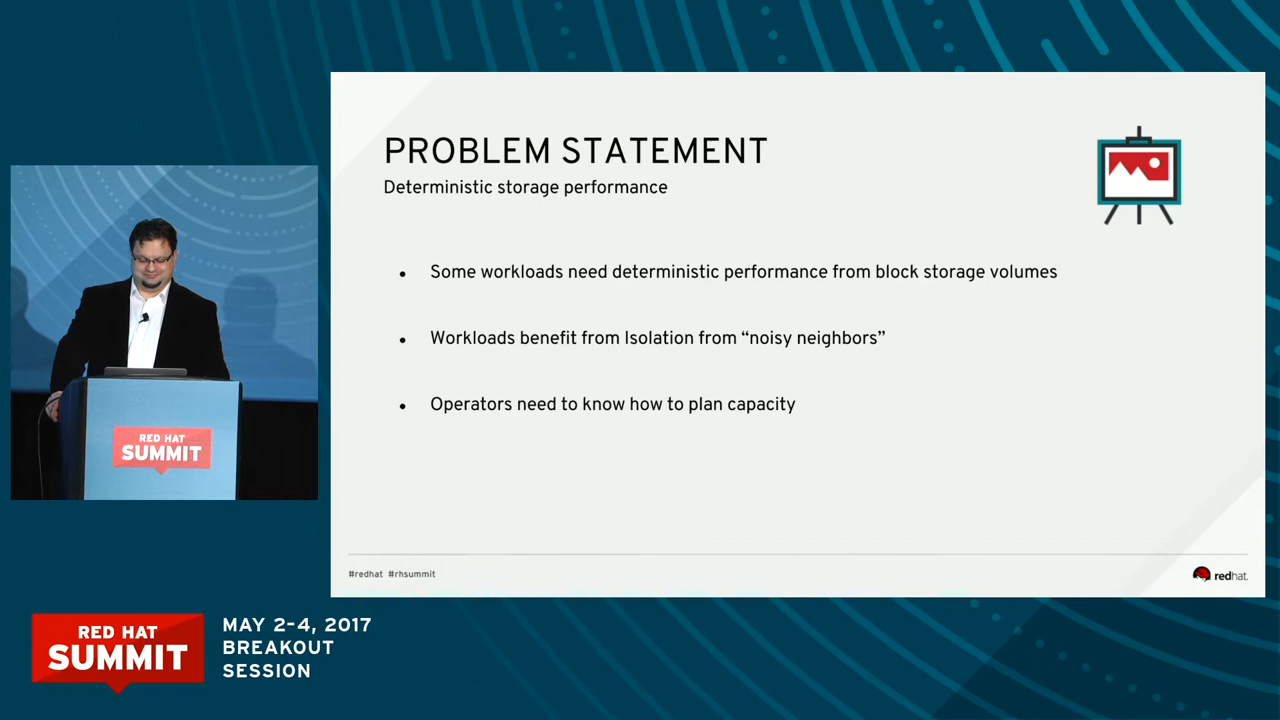 PROBLEM STATEMENT
Deterministic storage performance
• Some workloads need deterministic performance from block storage volumes
• Workloads benefit from Isolation from “noisy neighbors”
• Operators need to know how to plan capacity
#redhat #rhsummit
redhat.
RED HAT
SUMMIT
RED HAT
SUMMIT
MAY 2-4, 2017
BREAKOUT
SESSION